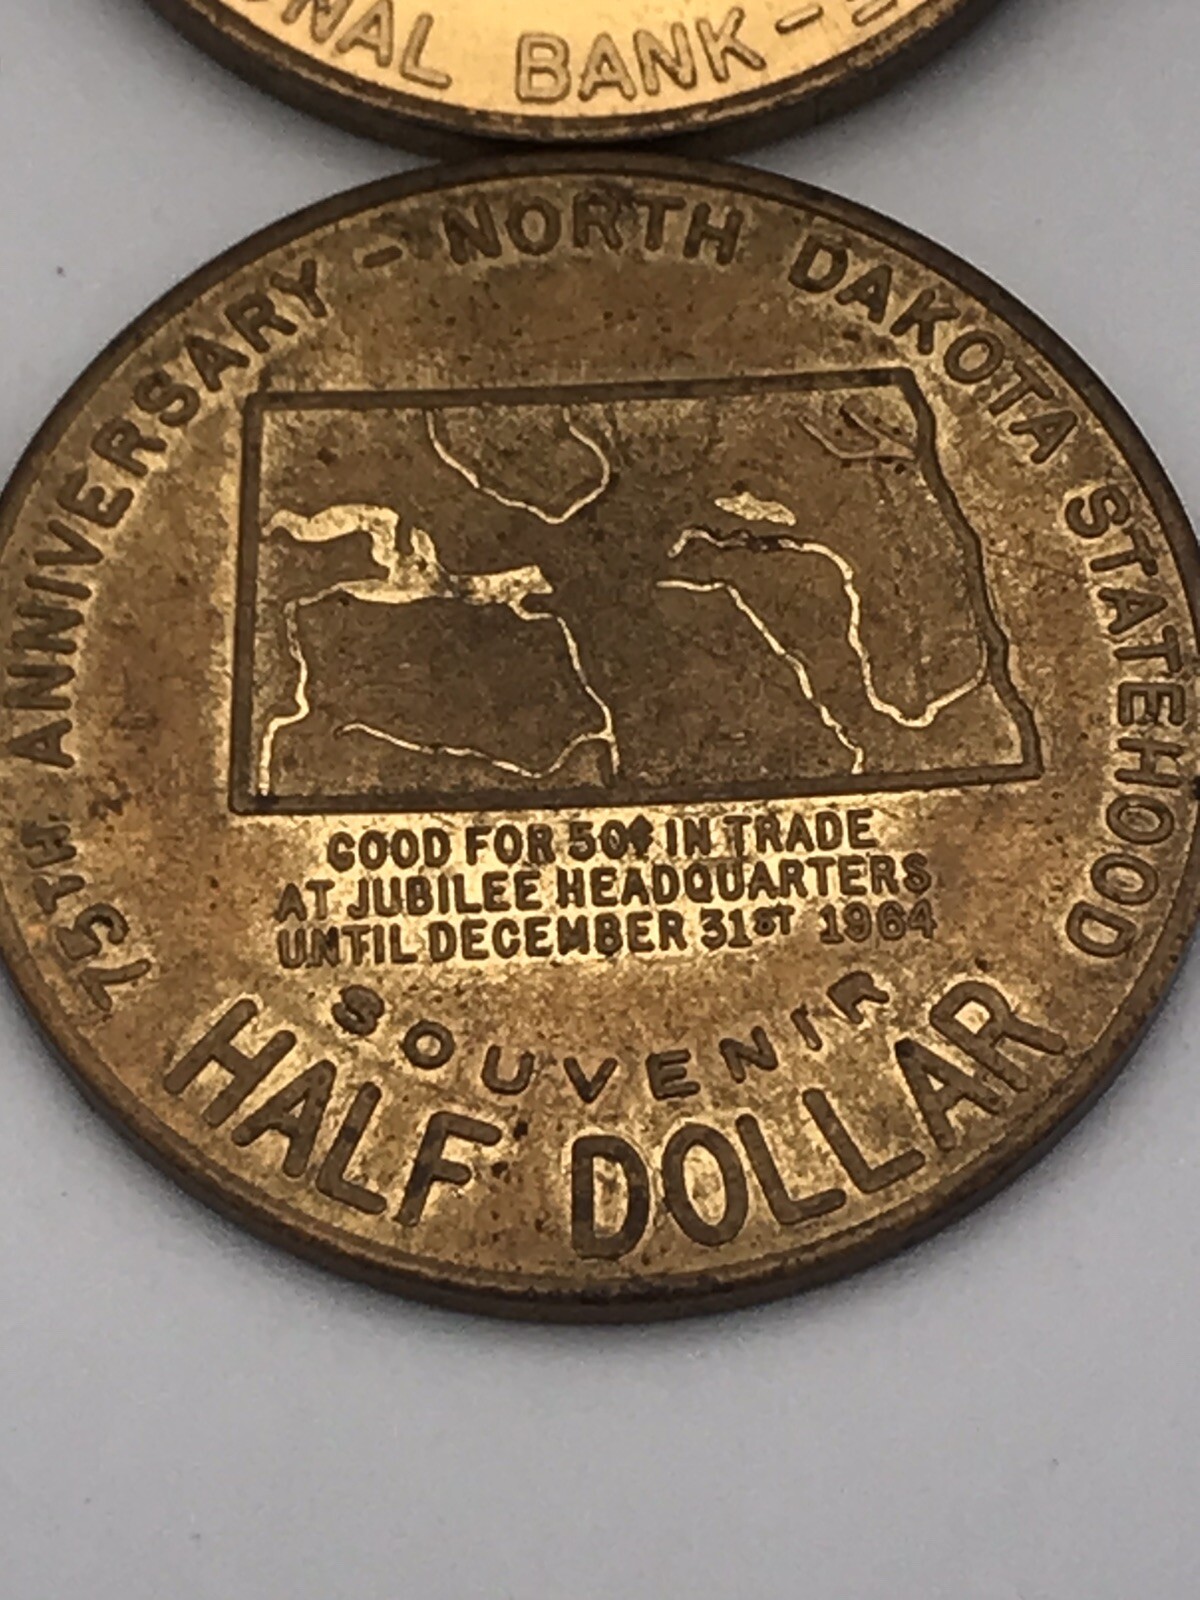 BANK -
75TH ANNIVERSARY - NORTH DAKOTA STATEHOOD
GOOD FOR 50¢ IN TRADE
AT JUBILEE HEADQUARTERS
UNTIL DECEMBER 31ST 1964
SOUVENIR
HALF DOLLAR